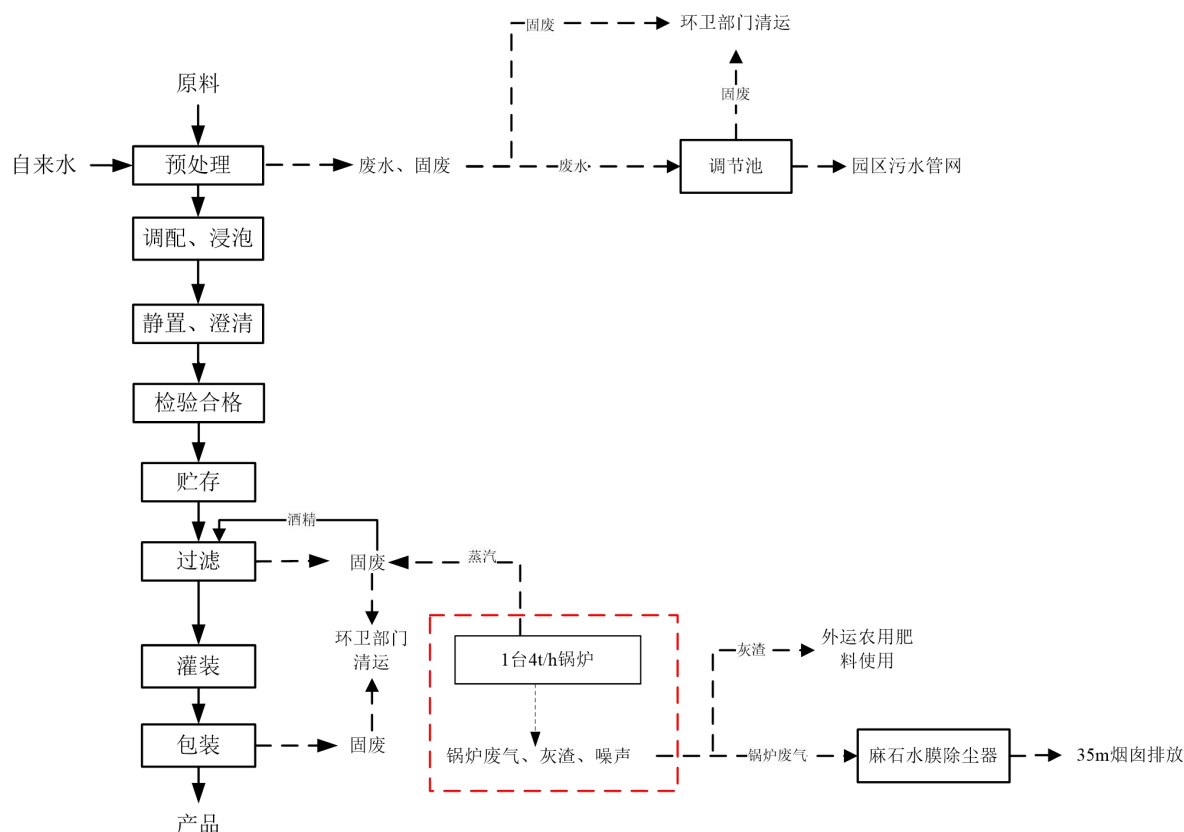 固废
环卫部门清运
原料
固废
自来水
预处理
废水、固废
废水
调节池
园区污水管网
调配、浸泡
静置、澄清
检验合格
贮存
酒精
过滤
固废
蒸汽
环卫部门
清运
1台4t/h锅炉
灰渣
外运农用肥
料使用
灌装
包装
固废
锅炉废气、灰渣、噪声
锅炉废气
麻石水膜除尘器
35m烟囱排放
产品